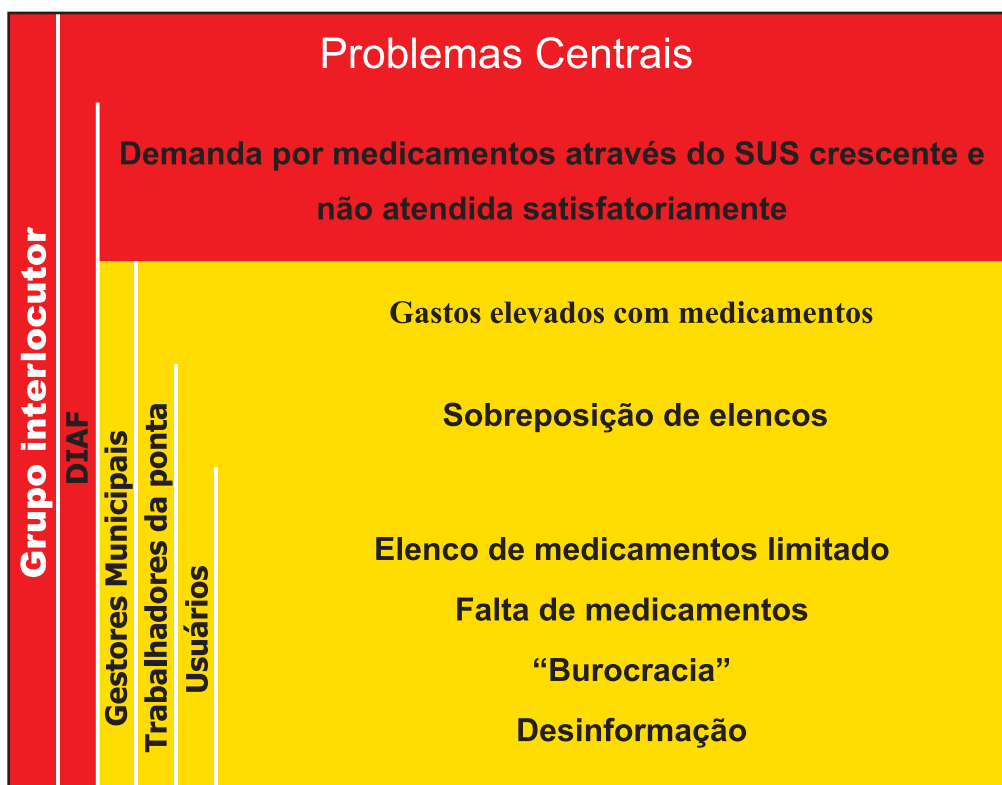 Problemas Centrais
Grupo interlocutor
DIAF
Demanda por medicamentos através do SUS crescente e
não atendida satisfatoriamente
Gestores Municipais
Gastos elevados com medicamentos
Trabalhadores da ponta
Sobreposição de elencos
Usuários
Elenco de medicamentos limitado
Falta de medicamentos
“Burocracia”
Desinformação